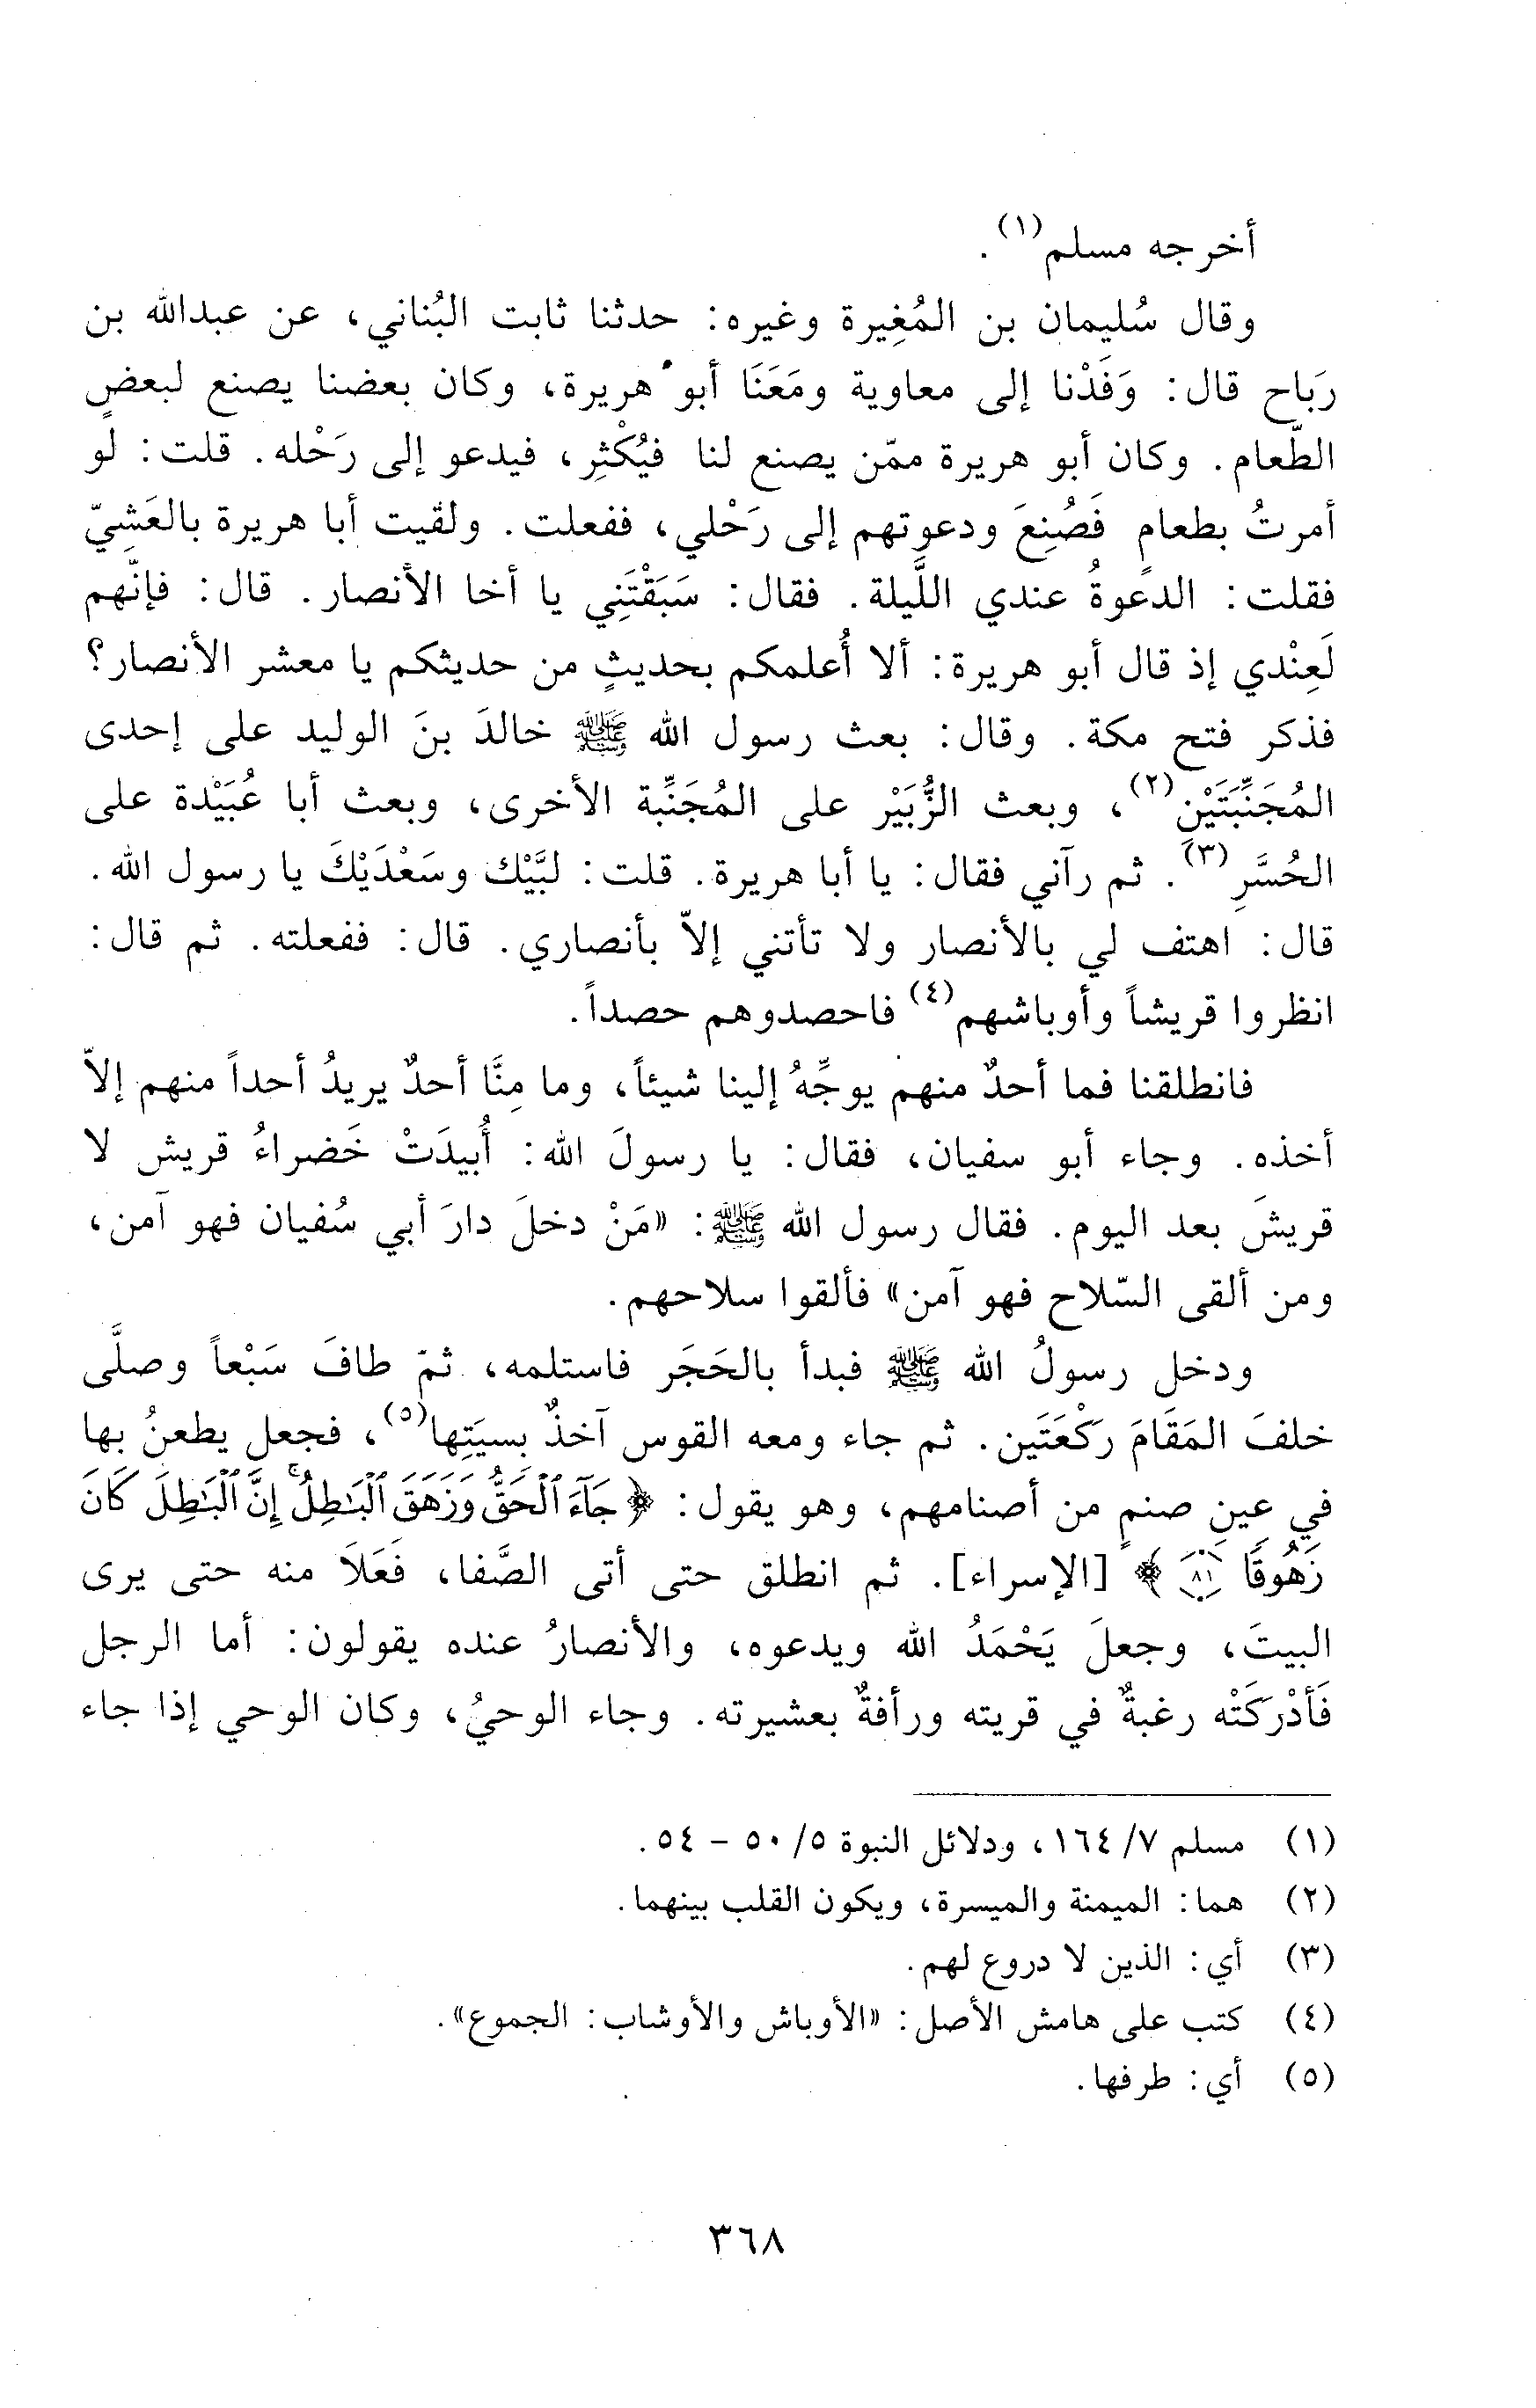 أخرجه مسلم(١).
وقال سُليمان بن المُغِيرة وغيره: حدثنا ثابت البُناني، عن عبدالله بن
رَباح قال: وَفَدْنا إلى معاوية ومَعَنَا أبو هريرة، وكان بعضنا يصنع لبعضٍ
الطّعام. وكان أبو هريرة ممّن يصنع لنا فيُكْثِر، فيدعو إلى رَحْله. قلت: لو
أمرتُ بطعامٍ فَصُنِعَ ودعوتهم إلى رَحْلي، ففعلت. ولقيت أبا هريرة بالعَشِيّ
فقلت: الدعوةُ عندي اللَّيلة. فقال: سَبَقْتَنِي يا أخا الأنصار. قال: فإنَّهم
لَعِنْدي إذ قال أبو هريرة: ألا أُعلمكم بحديثٍ من حديثكم يا معشر الأنصار؟
فذكر فتح مكة. وقال: بعث رسول الله ﷺ خالدَ بنَ الوليد على إحدى
المُجَنِّبَتَيْنِ(٢)، وبعث الزُّبَيْر على المُجَنِّبة الأخرى، وبعث أبا عُبَيْدة على
الحُسَّرِ(٣). ثم رآني فقال: يا أبا هريرة. قلت: لبَّيْك وسَعْدَيْكَ يا رسول الله.
قال: اهتف لي بالأنصار ولا تأتني إلاّ بأنصاري. قال: ففعلته. ثم قال:
انظروا قريشاً وأوباشهم(٤) فاحصدوهم حصداً.
فانطلقنا فما أحدٌ منهم يوجِّهُ إلينا شيئاً، وما مِنَّا أحدٌ يريدُ أحداً منهم إلاّ
أخذه. وجاء أبو سفيان، فقال: يا رسولَ الله: أُبيدَتْ خَضراءُ قريش لا
قريشَ بعد اليوم. فقال رسول الله ﷺ: «مَنْ دخلَ دارَ أبي سُفيان فهو آمن،
ومن ألقى السّلاح فهو آمن» فألقوا سلاحهم.
ودخل رسولُ الله ﷺ فبدأ بالحَجَر فاستلمه، ثمّ طافَ سَبْعاً وصلَّى
خلفَ المَقَامَ رَكْعَتَين. ثم جاء ومعه القوس آخذٌ بِسيَتِها(٥)، فجعل يطعنُ بها
في عينِ صنمٍ من أصنامهم، وهو يقول: ﴿جَآءَ ٱلْحَقُّ وَزَهَقَ ٱلْبَٰطِلُ ۚ إِنَّ ٱلْبَٰطِلَ كَانَ
زَهُوقًا ٨١﴾ [الإسراء]. ثم انطلق حتى أتى الصَّفا، فَعَلاَ منه حتى يرى
البيتَ، وجعلَ يَحْمَدُ الله ويدعوه، والأنصارُ عنده يقولون: أما الرجل
فَأدْرَكَتْه رغبةٌ في قريته ورأفةٌ بعشيرته. وجاء الوحيُ، وكان الوحي إذا جاء
(١) مسلم ٧/ ١٦٤، ودلائل النبوة ٥/ ٥٠ – ٥٤.
(٢) هما: الميمنة والميسرة، ويكون القلب بينهما.
(٣) أي: الذين لا دروع لهم.
(٤) كتب على هامش الأصل: «الأوباش والأوشاب: الجموع».
(٥) أي: طرفها.
٣٦٨